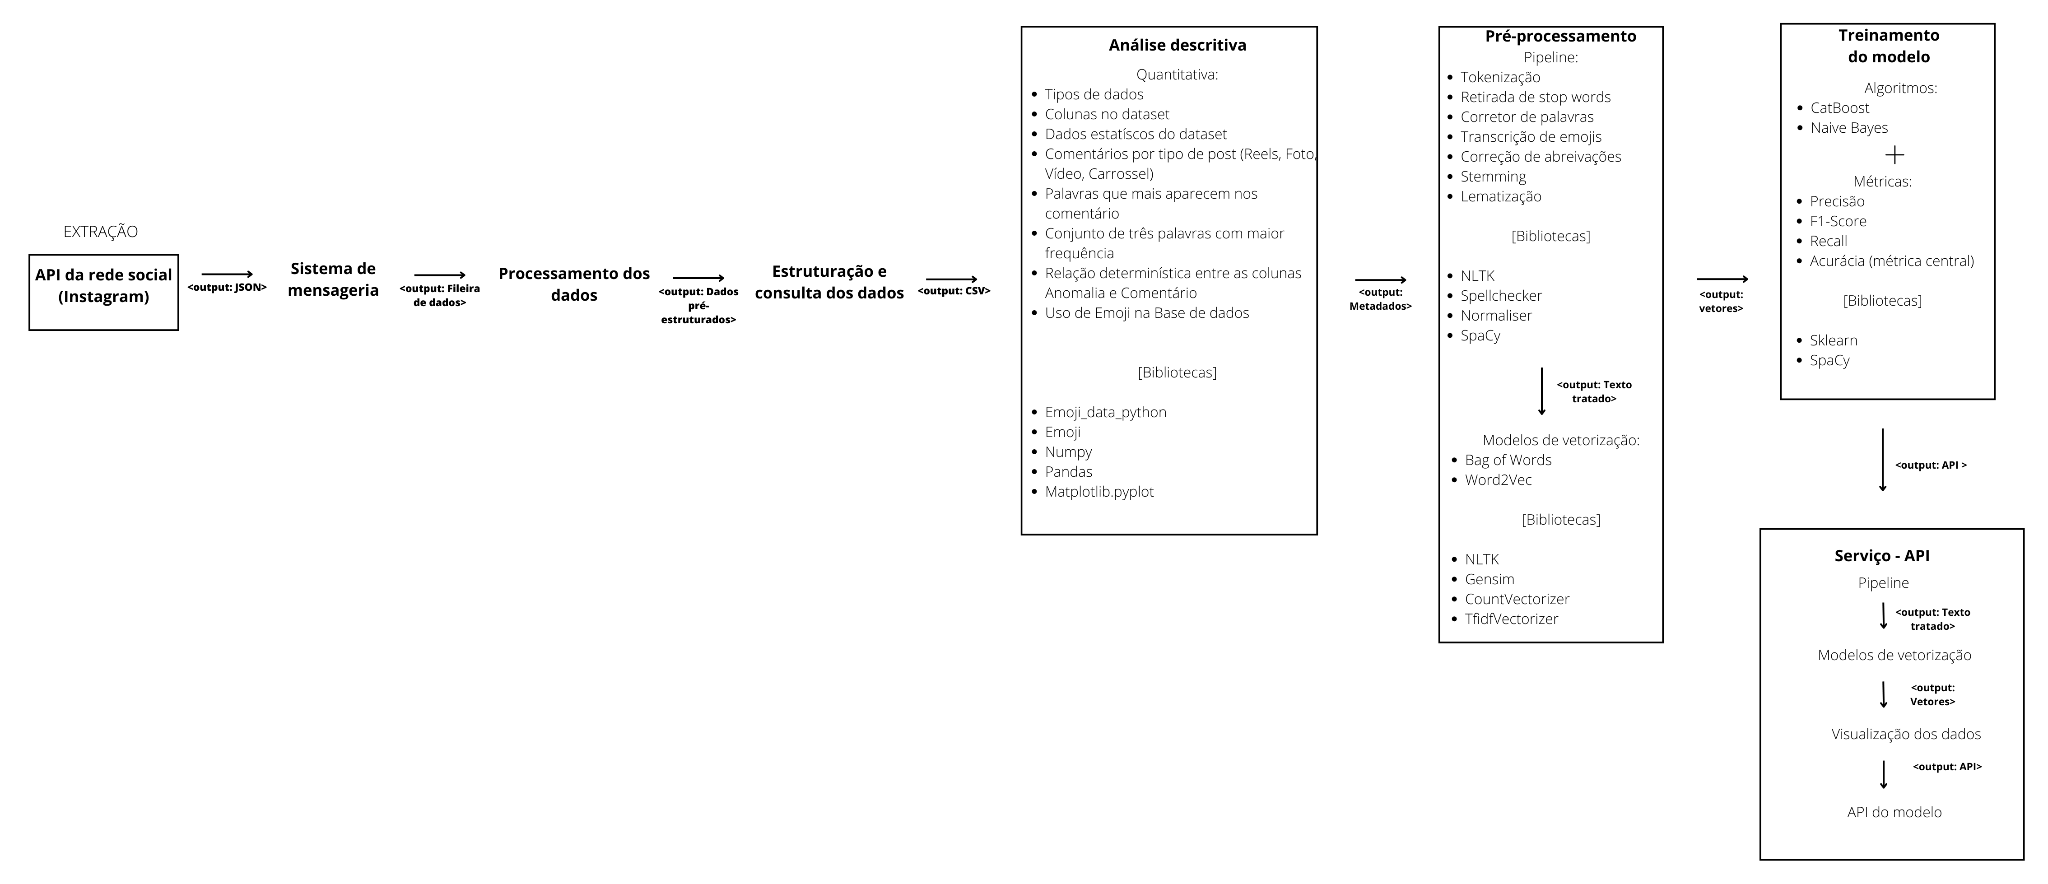 EXTRAÇÃO
API da rede social
(Instagram)
<output: JSON>
Sistema de
mensageria
<output: Fileira
de dados>
Processamento dos
dados
<output: Dados
pré-
estruturados>
Estruturação e
consulta dos dados
<output: CSV>
Análise descritiva
Quantitativa:
• Tipos de dados
• Colunas no dataset
• Dados estatíscos do dataset
• Comentários por tipo de post (Reels, Foto,
Vídeo, Carrossel)
• Palavras que mais aparecem nos
comentário
• Conjunto de três palavras com maior
frequência
• Relação determinística entre as colunas
Anomalia e Comentário
• Uso de Emoji na Base de dados
[Bibliotecas]
• Emoji_data_python
• Emoji
• Numpy
• Pandas
• Matplotlib.pyplot
<output:
Metadados>
Pré-processamento
Pipeline:
• Tokenização
• Retirada de stop words
• Corretor de palavras
• Transcrição de emojis
• Correção de abreivações
• Stemming
• Lematização
[Bibliotecas]
• NLTK
• Spellchecker
• Normaliser
• SpaCy
<output: Texto
tratado>
Modelos de vetorização:
• Bag of Words
• Word2Vec
[Bibliotecas]
• NLTK
• Gensim
• CountVectorizer
• TfidfVectorizer
<output:
vetores>
Treinamento
do modelo
Algoritmos:
• CatBoost
• Naive Bayes
+
Métricas:
• Precisão
• F1-Score
• Recall
• Acurácia (métrica central)
[Bibliotecas]
• Sklearn
• SpaCy
<output: API >
Serviço - API
Pipeline
<output: Texto
tratado>
Modelos de vetorização
<output:
Vetores>
Visualização dos dados
<output: API>
API do modelo